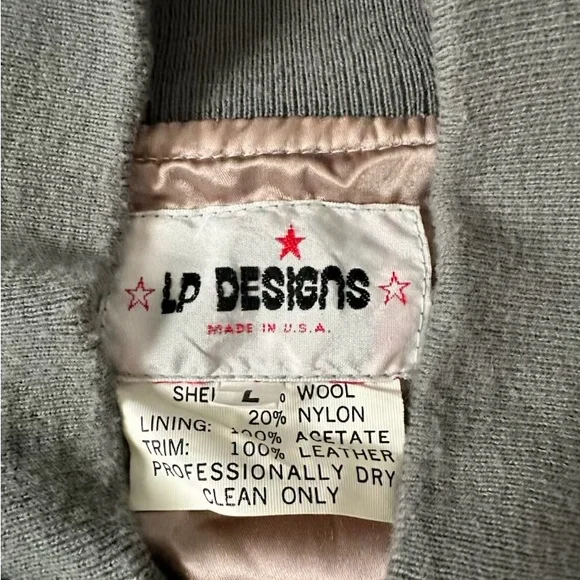 LP DESIGNS
MADE IN U.S.A.
L
WOOL
20% NYLON
LINING: 100% ACETATE
TRIM: 100% LEATHER
PROFESSIONALLY DRY
CLEAN ONLY